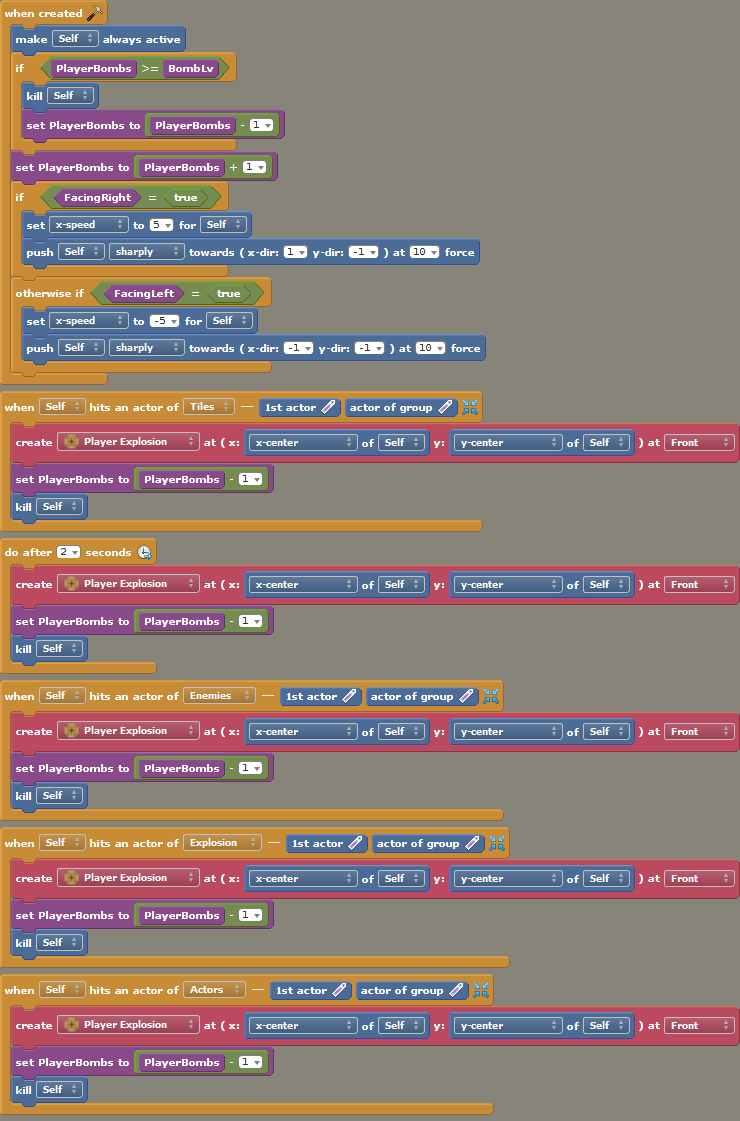 when created
make Self always active
if PlayerBombs >= BombLv
kill Self
set PlayerBombs to PlayerBombs - 1
set PlayerBombs to PlayerBombs + 1
if FacingRight = true
set x-speed to 5 for Self
push Self sharply towards ( x-dir: 1 y-dir: -1 ) at 10 force
otherwise if FacingLeft = true
set x-speed to -5 for Self
push Self sharply towards ( x-dir: -1 y-dir: -1 ) at 10 force
when Self hits an actor of Tiles — 1st actor actor of group
create Player Explosion at ( x: x-center of Self y: y-center of Self ) at Front
set PlayerBombs to PlayerBombs - 1
kill Self
do after 2 seconds
create Player Explosion at ( x: x-center of Self y: y-center of Self ) at Front
set PlayerBombs to PlayerBombs - 1
kill Self
when Self hits an actor of Enemies — 1st actor actor of group
create Player Explosion at ( x: x-center of Self y: y-center of Self ) at Front
set PlayerBombs to PlayerBombs - 1
kill Self
when Self hits an actor of Explosion — 1st actor actor of group
create Player Explosion at ( x: x-center of Self y: y-center of Self ) at Front
set PlayerBombs to PlayerBombs - 1
kill Self
when Self hits an actor of Actors — 1st actor actor of group
create Player Explosion at ( x: x-center of Self y: y-center of Self ) at Front
set PlayerBombs to PlayerBombs - 1
kill Self